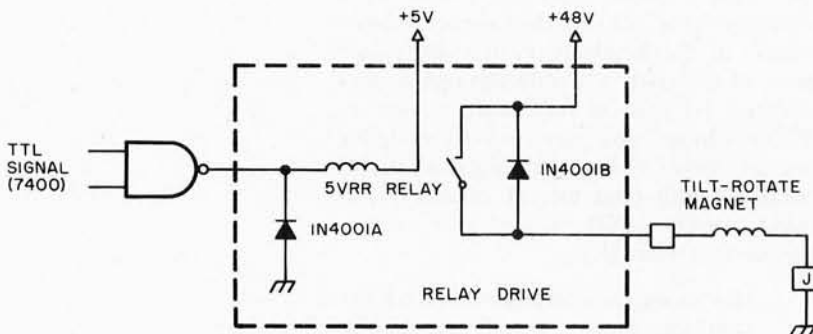 +5V
+48V
TTL
SIGNAL
(7400)
5VRR RELAY
IN4001A
IN4001B
TILT-ROTATE
MAGNET
J
RELAY DRIVE